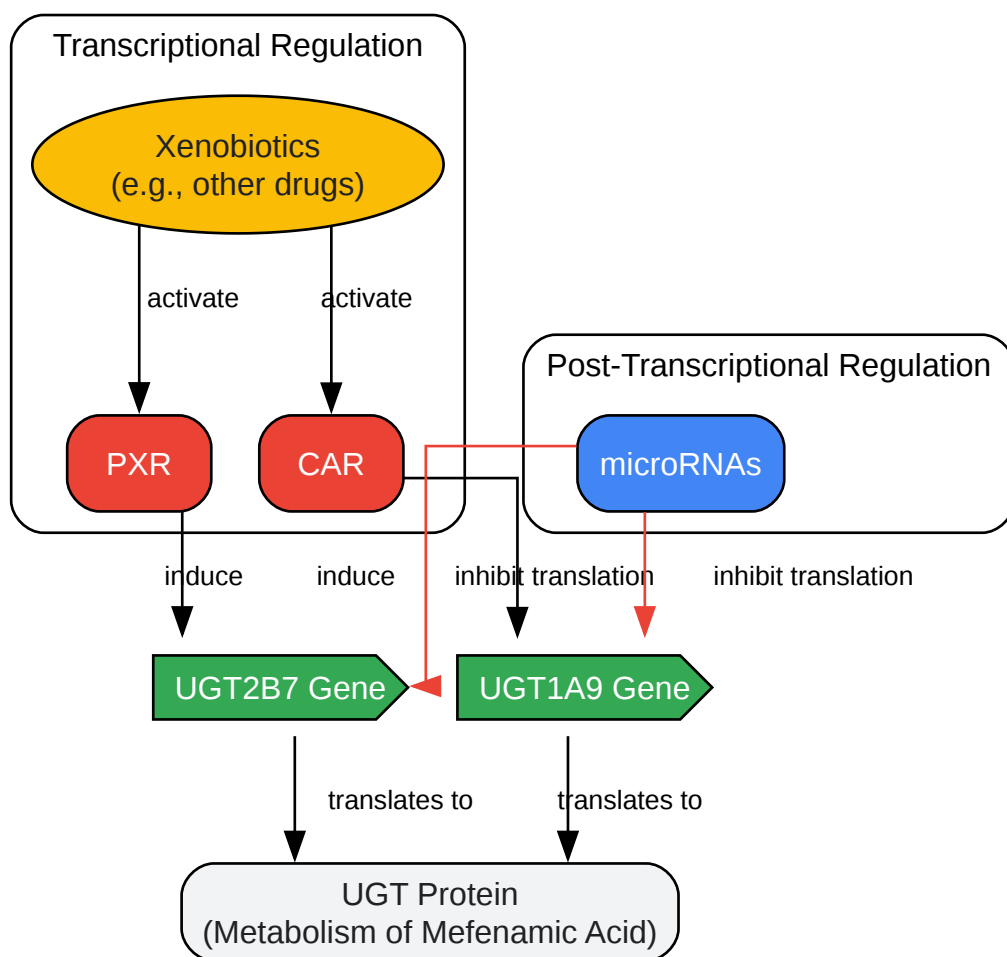 Transcriptional Regulation
Xenobiotics
(e.g., other drugs)
activate
activate
Post-Transcriptional Regulation
PXR
CAR
microRNAs
induce
induce
inhibit translation
inhibit translation
UGT2B7 Gene
UGT1A9 Gene
translates to
translates to
UGT Protein
(Metabolism of Mefenamic Acid)